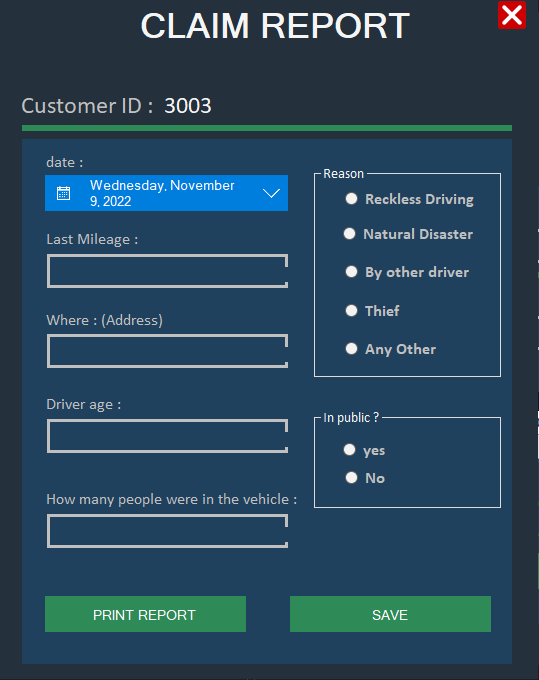 CLAIM REPORT
Customer ID : 3003
date :
Wednesday, November
9, 2022
Last Mileage :
Where : (Address)
Driver age :
How many people were in the vehicle :
Reason
Reckless Driving
Natural Disaster
By other driver
Thief
Any Other
In public ?
yes
No
PRINT REPORT
SAVE